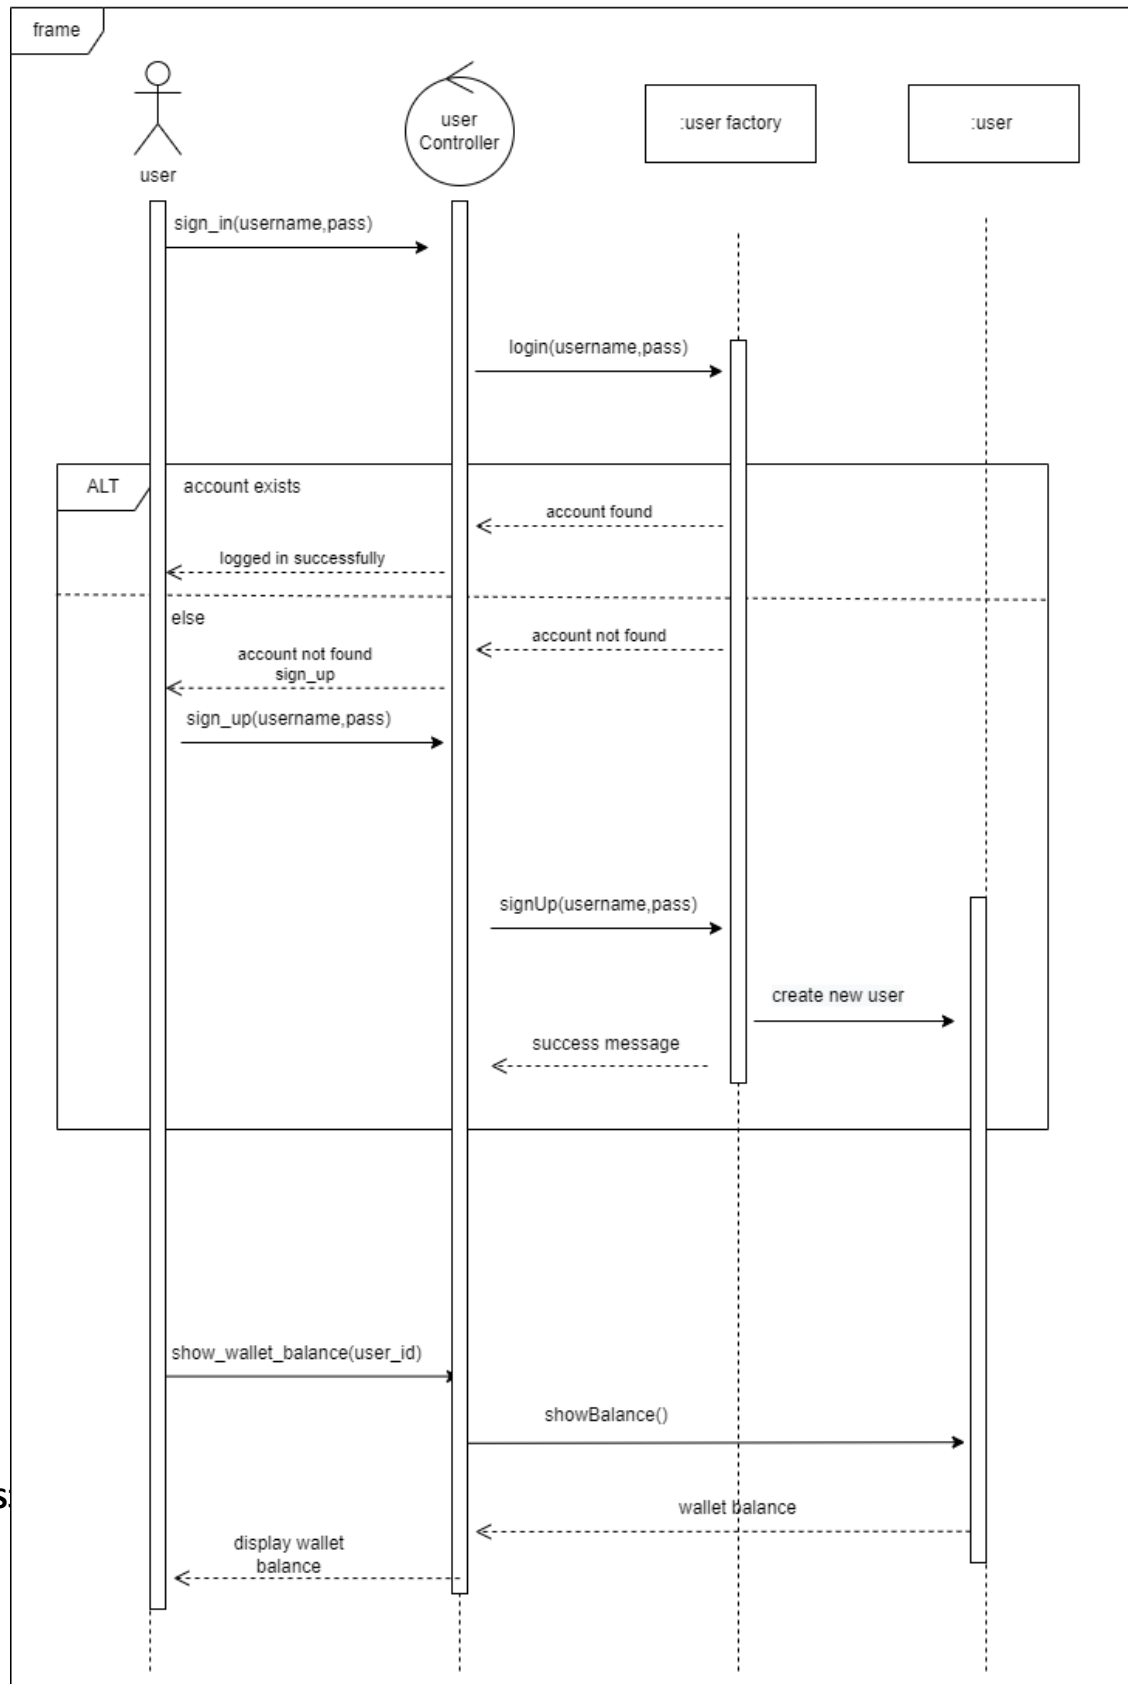 frame
user
user
Controller
:user factory
:user
sign_in(username,pass)
login(username,pass)
ALT
account exists
account found
logged in successfully
else
account not found
account not found
sign_up
sign_up(username,pass)
signUp(username,pass)
create new user
success message
show_wallet_balance(user_id)
showBalance()
wallet balance
display wallet
balance